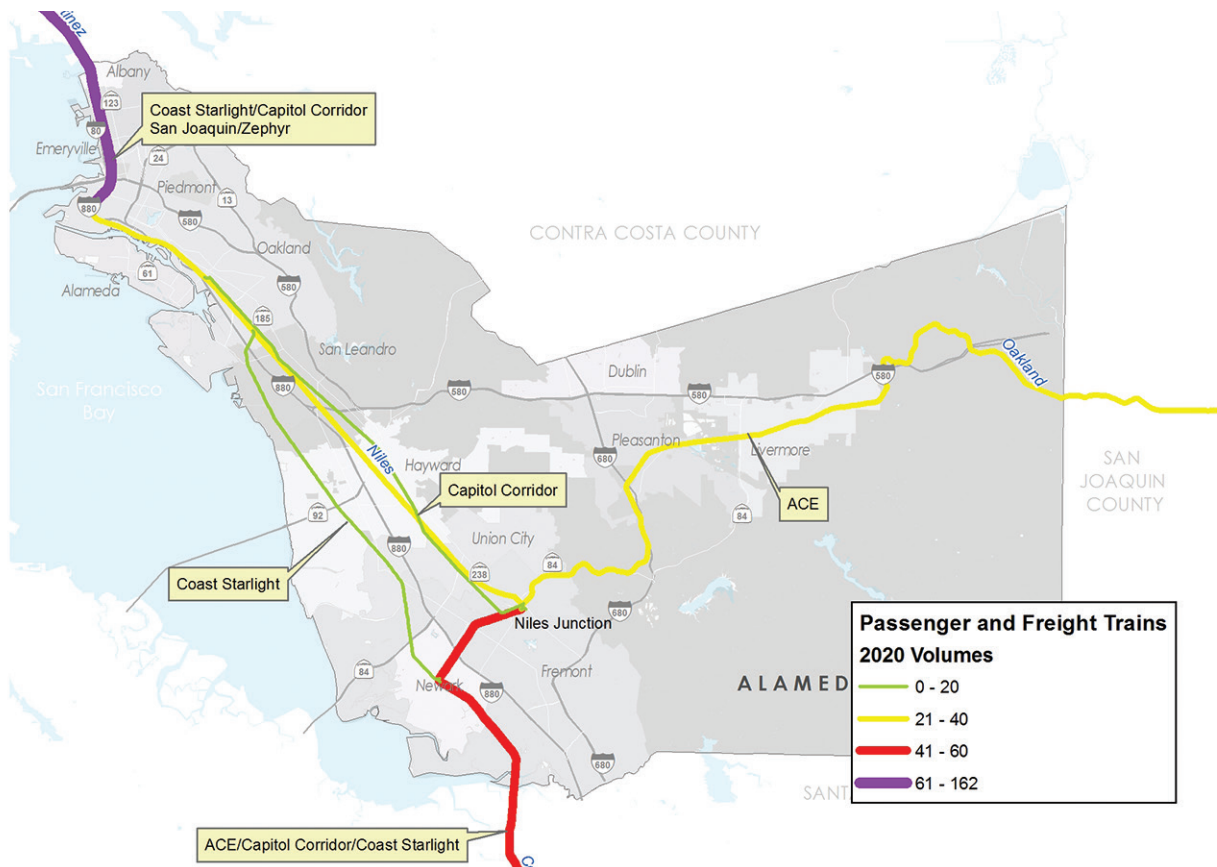 tinez
Albany
123
Coast Starlight/Capitol Corridor
San Joaquin/Zephyr
80
Emeryville
24
Piedmont
13
880
580
Oakland
CONTRA COSTA COUNTY
61
580
Alameda
185
San Leandro
Oakland
Dublin
580
San Francisco
Bay
880
580
580
Niles
Pleasanton
Hayward
680
Livermore
SAN
JOAQUIN
COUNTY
Capitol Corridor
ACE
92
84
Union City
880
84
Coast Starlight
238
680
Niles Junction
Passenger and Freight Trains
2020 Volumes
Fremont
84
ALAMED
0 - 20
Newark
880
21 - 40
41 - 60
680
61 - 162
SANT
ACE/Capitol Corridor/Coast Starlight